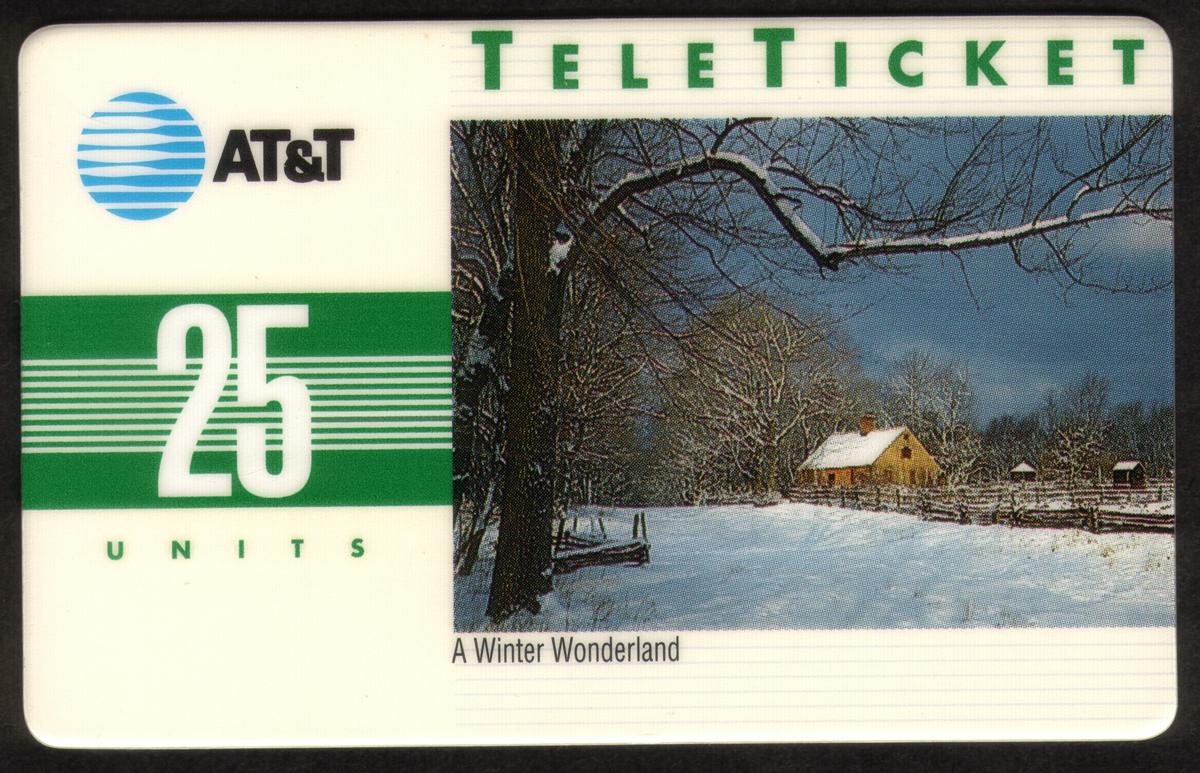 TELETICKET
AT&T
25
UNITS
A Winter Wonderland